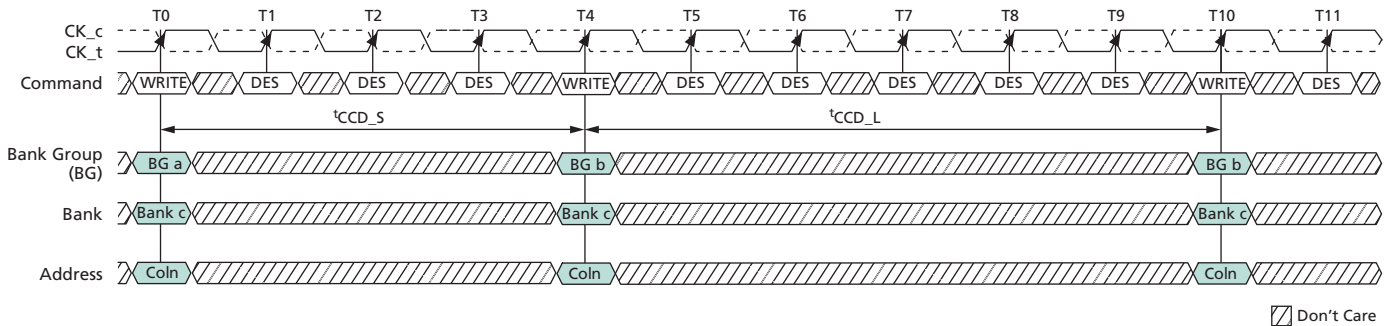 T0 T1 T2 T3 T4 T5 T6 T7 T8 T9 T10 T11
CK_c
CK_t
Command WRITE DES DES DES WRITE DES DES DES DES DES WRITE DES
tCCD_S tCCD_L
Bank Group
(BG) BG a BG b BG b
Bank Bank c Bank c Bank c
Address Coln Coln Coln
Don't Care